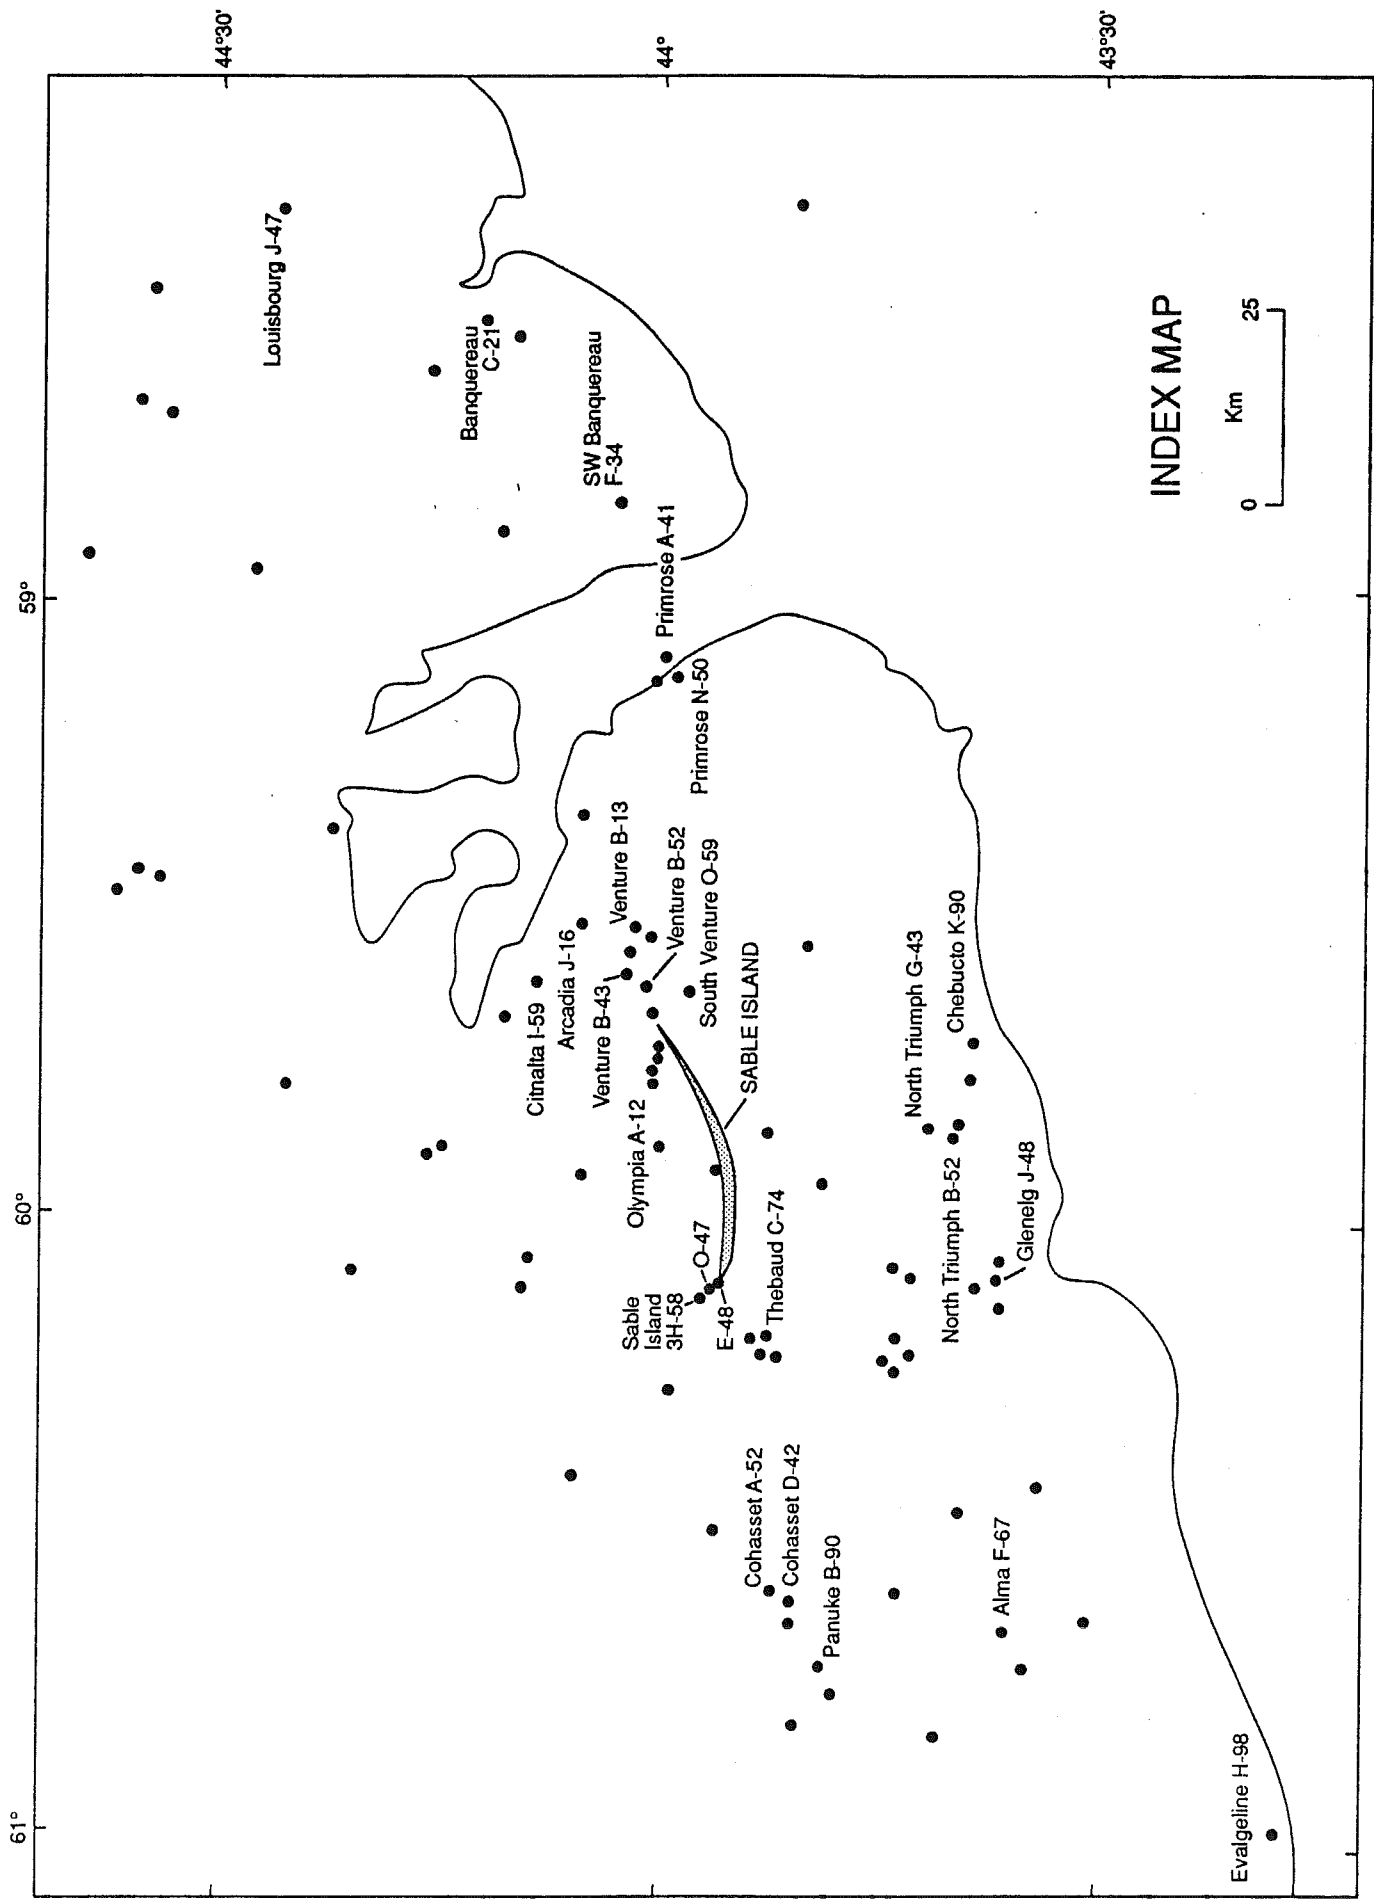 61°
60°
59°
44°30'
44°
43°30'
Louisbourg J-47
Banquereau
C-21
SW Banquereau
F-34
Primrose A-41
Primrose N-50
Citnalta I-59
Arcadia J-16
Venture B-43
Venture B-13
Venture B-52
South Venture O-59
Olympia A-12
SABLE ISLAND
Sable
Island
3H-58
O-47
E-48
Thebaud C-74
Cohasset A-52
Cohasset D-42
Panuke B-90
North Triumph G-43
Chebucto K-90
North Triumph B-52
Glenelg J-48
Alma F-67
Evalgeline H-98
INDEX MAP
Km
0
25